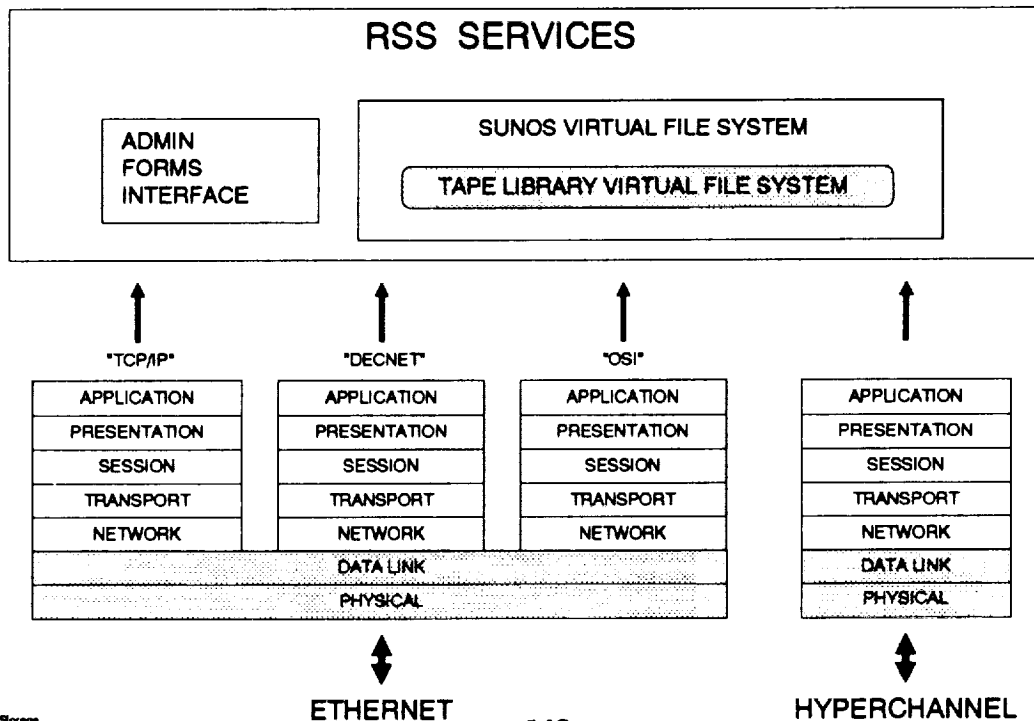 RSS SERVICES
ADMIN
FORMS
INTERFACE
SUNOS VIRTUAL FILE SYSTEM
TAPE LIBRARY VIRTUAL FILE SYSTEM
"TCP/IP"
"DECNET"
"OSI"
APPLICATION
PRESENTATION
SESSION
TRANSPORT
NETWORK
APPLICATION
PRESENTATION
SESSION
TRANSPORT
NETWORK
APPLICATION
PRESENTATION
SESSION
TRANSPORT
NETWORK
DATA LINK
PHYSICAL
APPLICATION
PRESENTATION
SESSION
TRANSPORT
NETWORK
DATA LINK
PHYSICAL
ETHERNET
HYPERCHANNEL